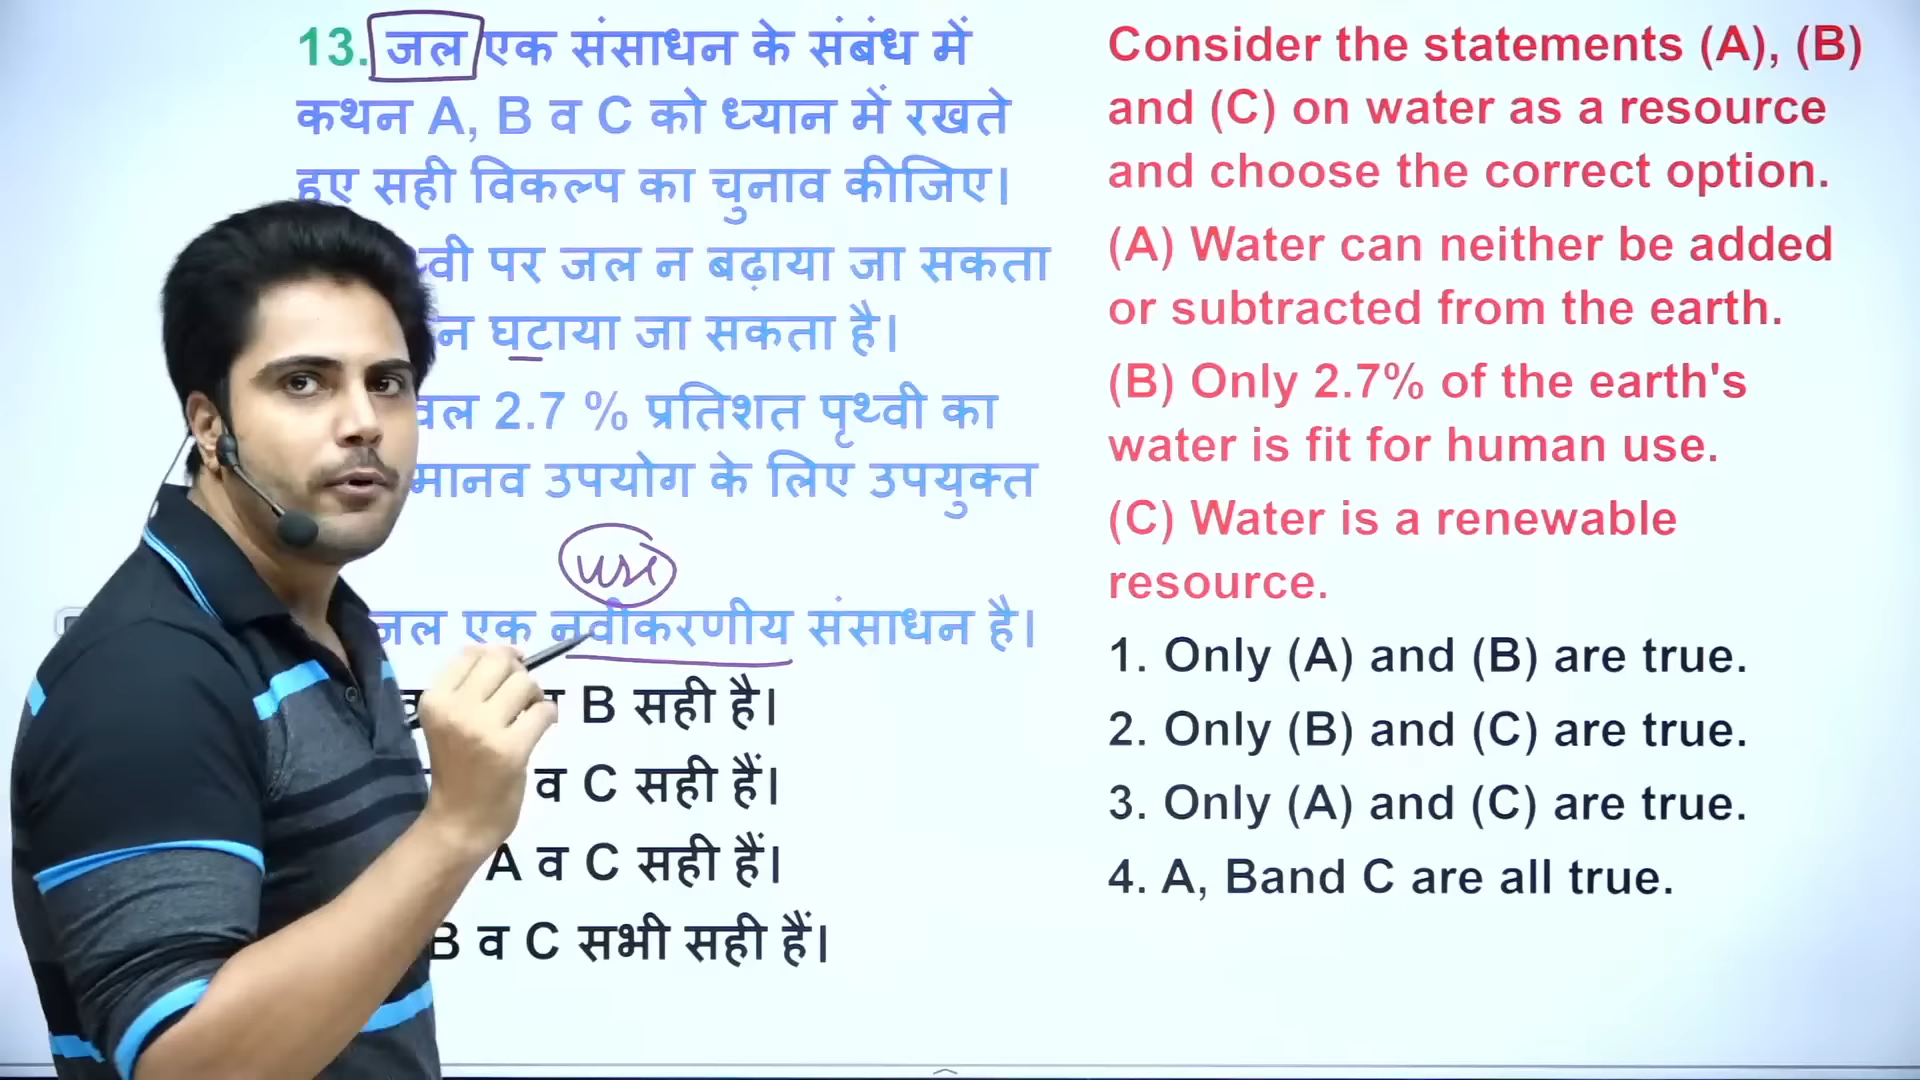 13. जल एक संसाधन के संबंध में
कथन A, B व C को ध्यान में रखते
हुए सही विकल्प का चुनाव कीजिए।
पर जल न बढ़ाया जा सकता
न घटाया जा सकता है।
2.7 % प्रतिशत पृथ्वी का
मानव उपयोग के लिए उपयुक्त
जल एक नवीकरणीय संसाधन है।
B सही है।
व C सही हैं।
A व C सही हैं।
B व C सभी सही हैं।
Consider the statements (A), (B)
and (C) on water as a resource
and choose the correct option.
(A) Water can neither be added
or subtracted from the earth.
(B) Only 2.7% of the earth's
water is fit for human use.
(C) Water is a renewable
resource.
1. Only (A) and (B) are true.
2. Only (B) and (C) are true.
3. Only (A) and (C) are true.
4. A, Band C are all true.